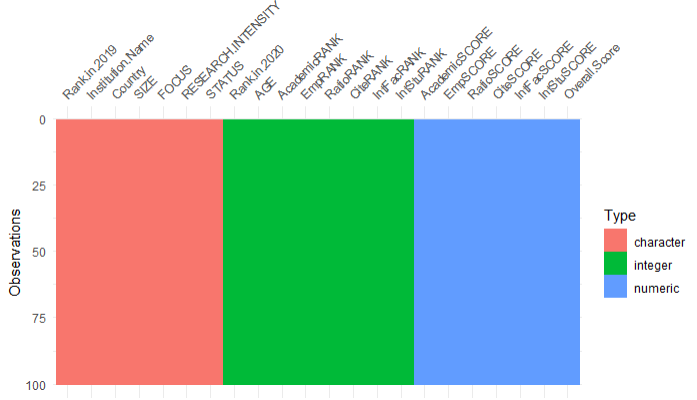 Rank.in.2019
Institution.Name
Country
SIZE
FOCUS
RESEARCH.INTENSITY
STATUS
Rank.in.2020
AGE
AcademicRANK
EmpRANK
RatioRANK
CiteRANK
IntFacRANK
IntStuRANK
AcademicSCORE
EmpSCORE
RatioSCORE
CiteSCORE
IntFacSCORE
IntStuSCORE
Overall.Score
0
25
50
75
100
Observations
Type
character
integer
numeric